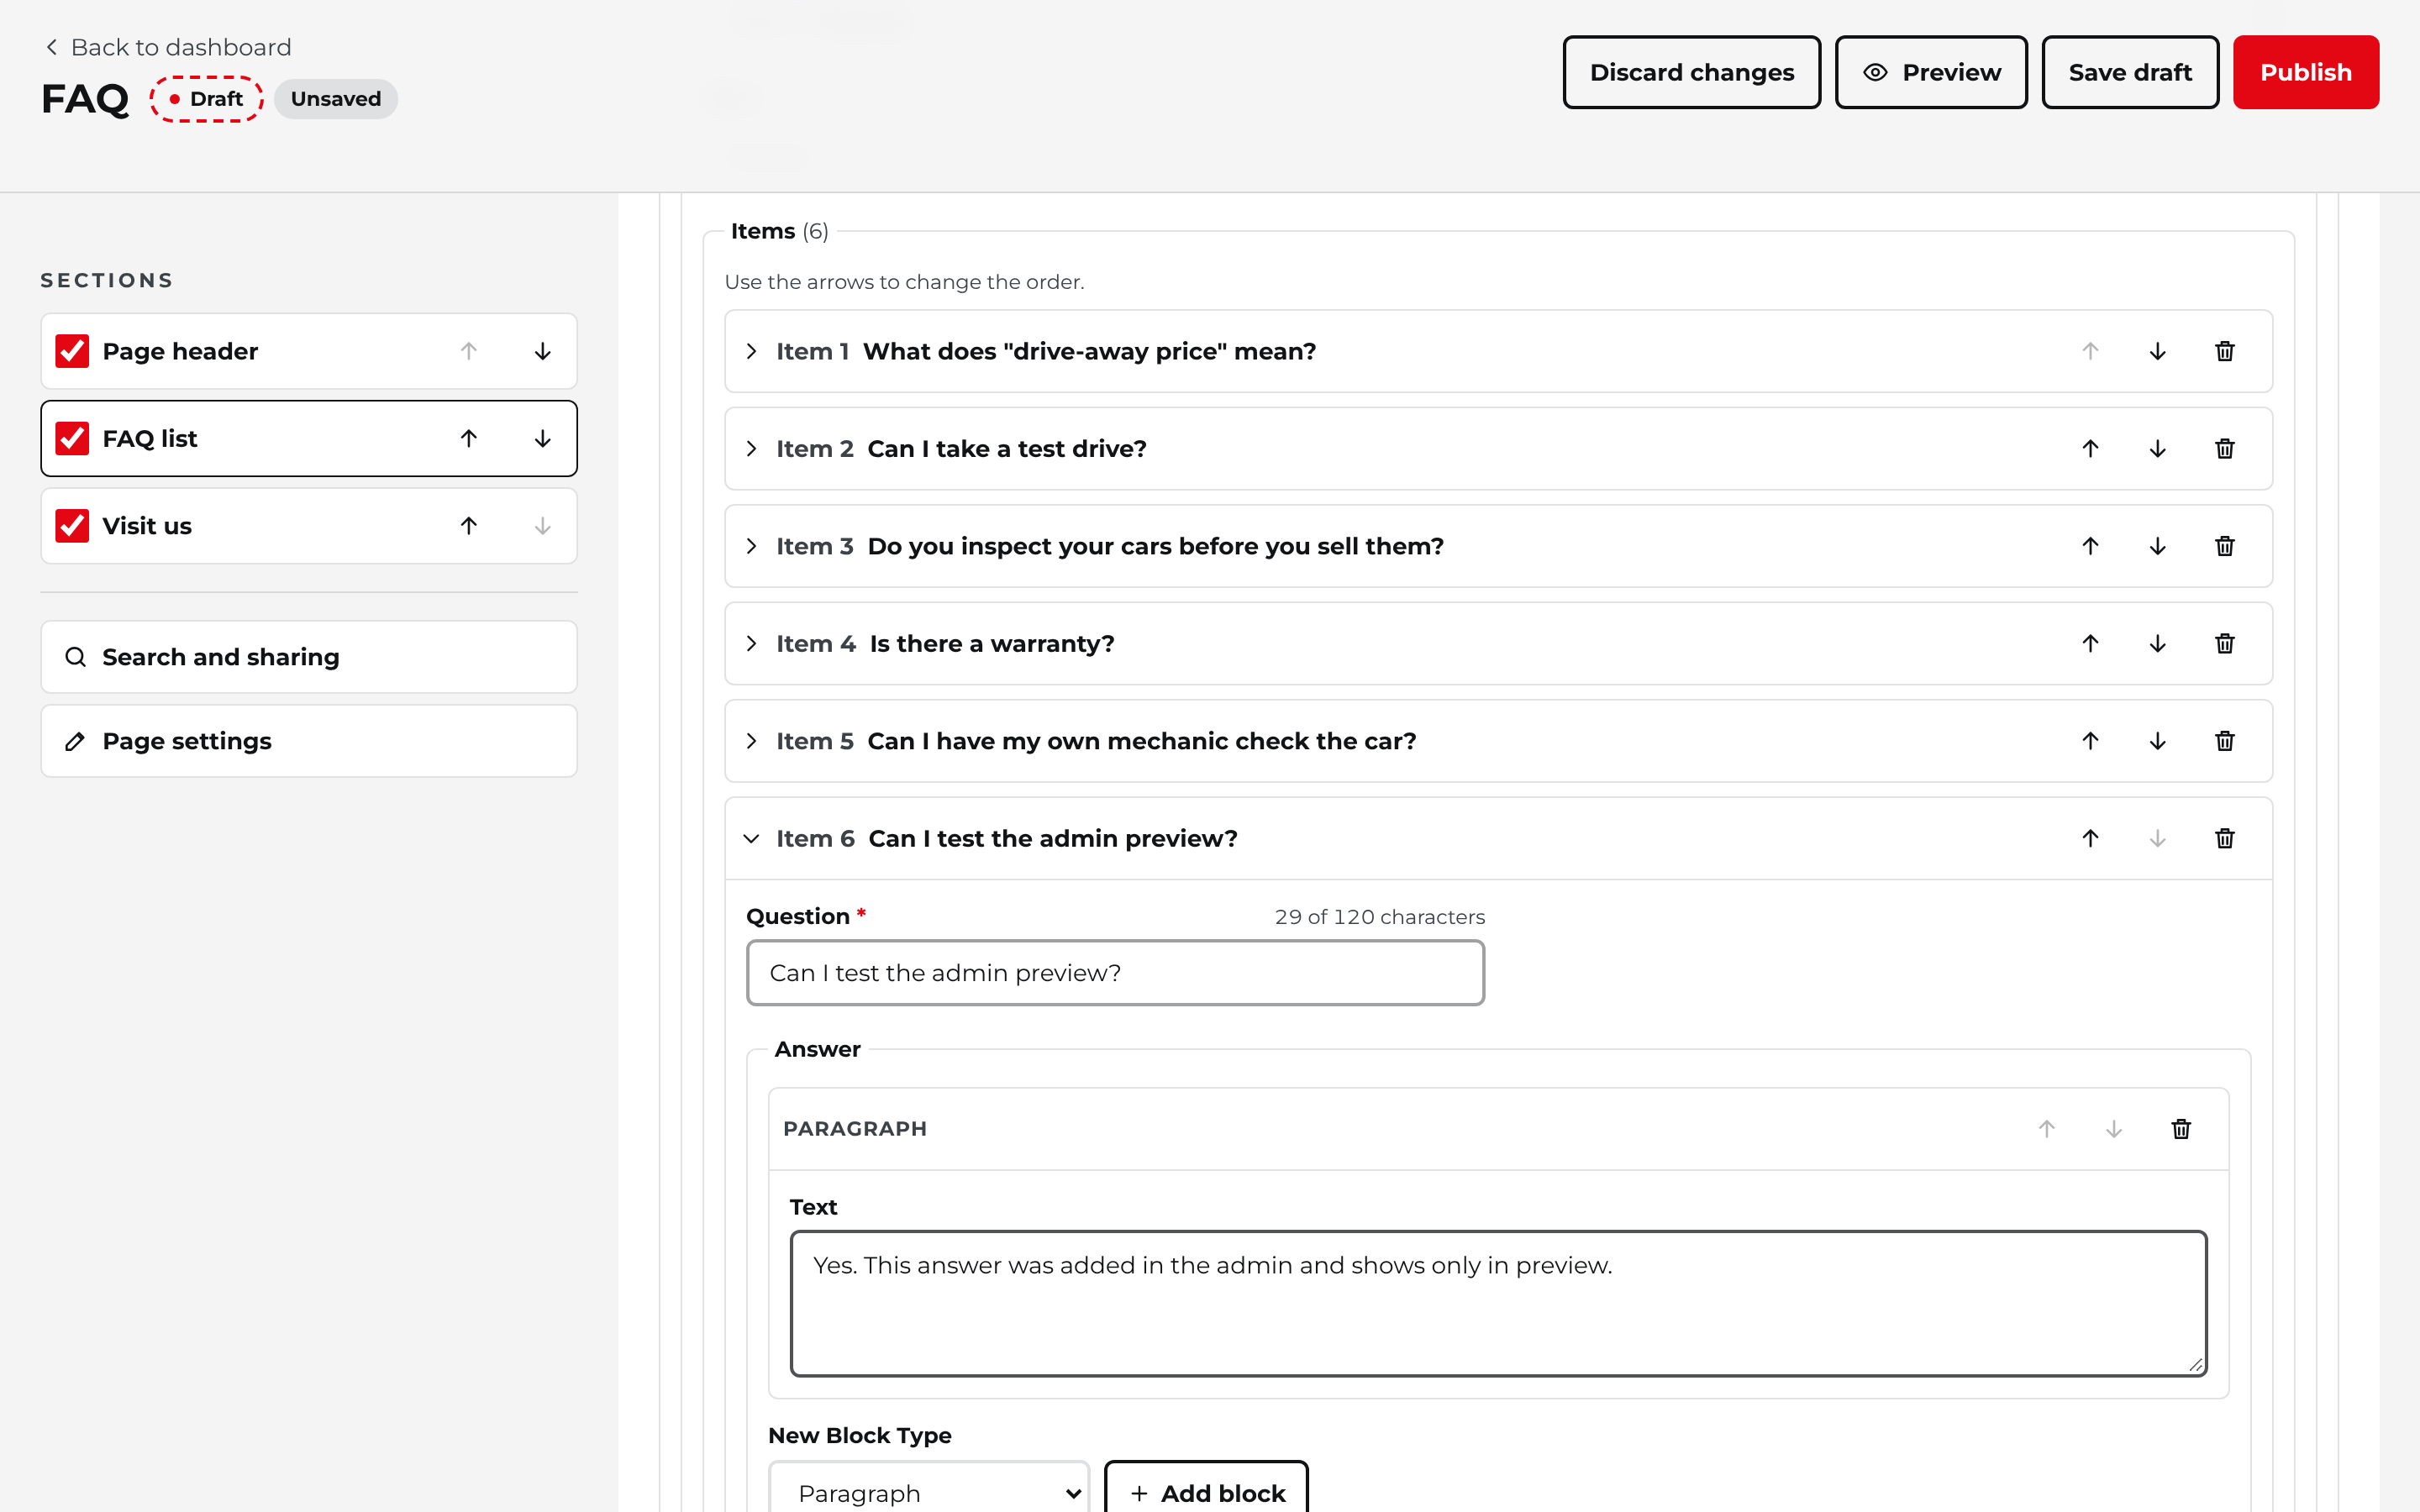 Back to dashboard
FAQ Draft Unsaved
Discard changes Preview Save draft Publish
SECTIONS
Page header
FAQ list
Visit us
Search and sharing
Page settings
Items (6)
Use the arrows to change the order.
Item 1 What does "drive-away price" mean?
Item 2 Can I take a test drive?
Item 3 Do you inspect your cars before you sell them?
Item 4 Is there a warranty?
Item 5 Can I have my own mechanic check the car?
Item 6 Can I test the admin preview?
Question * 29 of 120 characters
Can I test the admin preview?
Answer
PARAGRAPH
Text
Yes. This answer was added in the admin and shows only in preview.
New Block Type
Paragraph + Add block